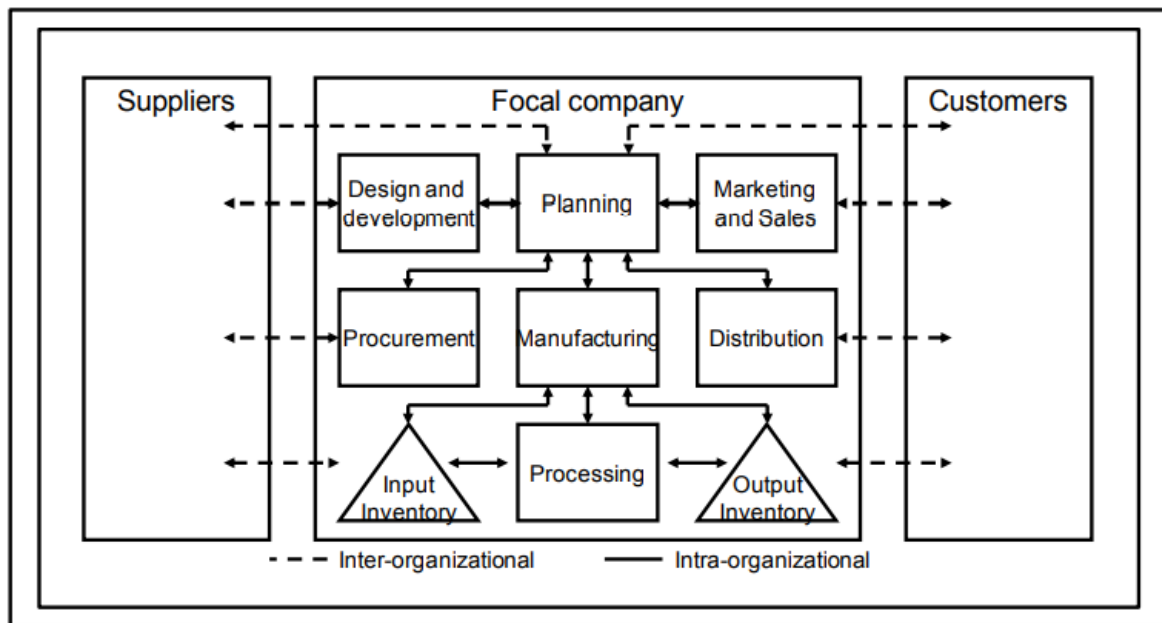 Suppliers
Focal company
Customers
Design and
development
Planning
Marketing
and Sales
Procurement
Manufacturing
Distribution
Input
Inventory
Processing
Output
Inventory
Inter-organizational
Intra-organizational